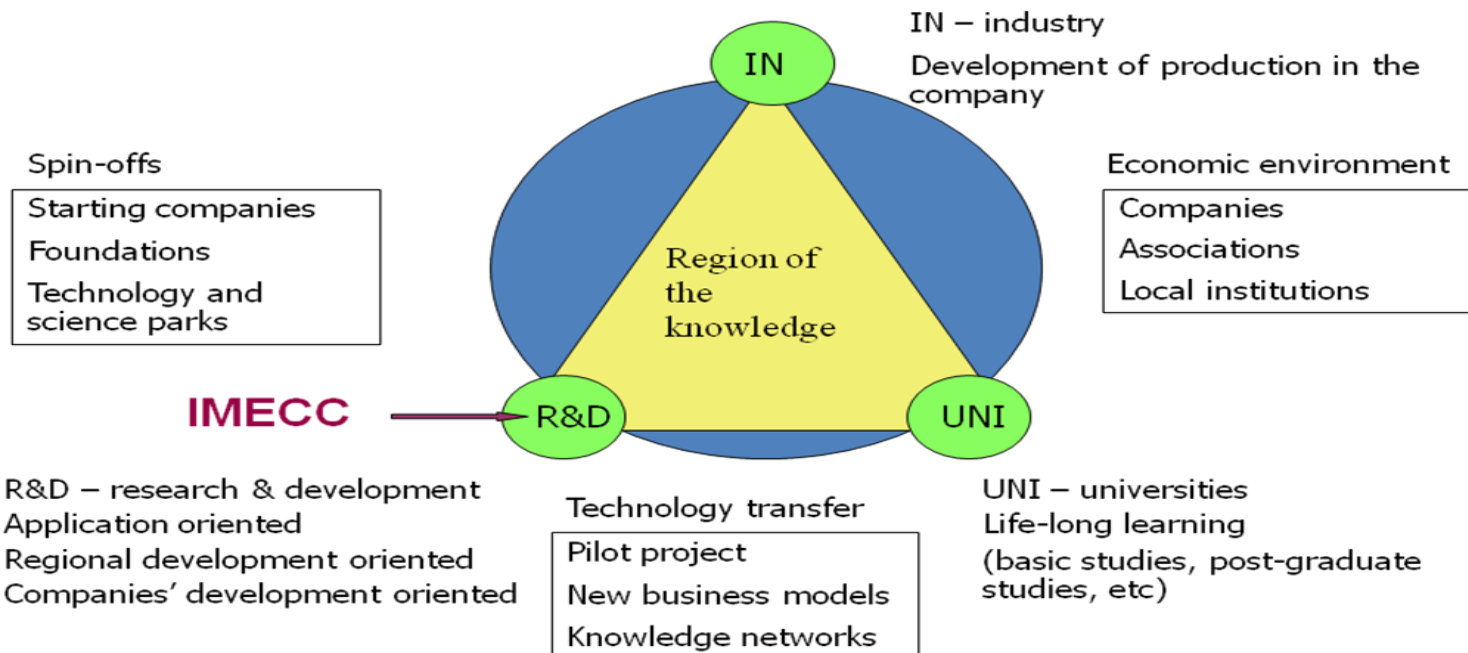 IN
IN – industry
Development of production in the
company
Spin-offs
Starting companies
Foundations
Technology and
science parks
Economic environment
Companies
Associations
Local institutions
Region of
the
knowledge
IMECC
R&D
UNI
R&D – research & development
Application oriented
Regional development oriented
Companies’ development oriented
Technology transfer
Pilot project
New business models
Knowledge networks
UNI – universities
Life-long learning
(basic studies, post-graduate
studies, etc)